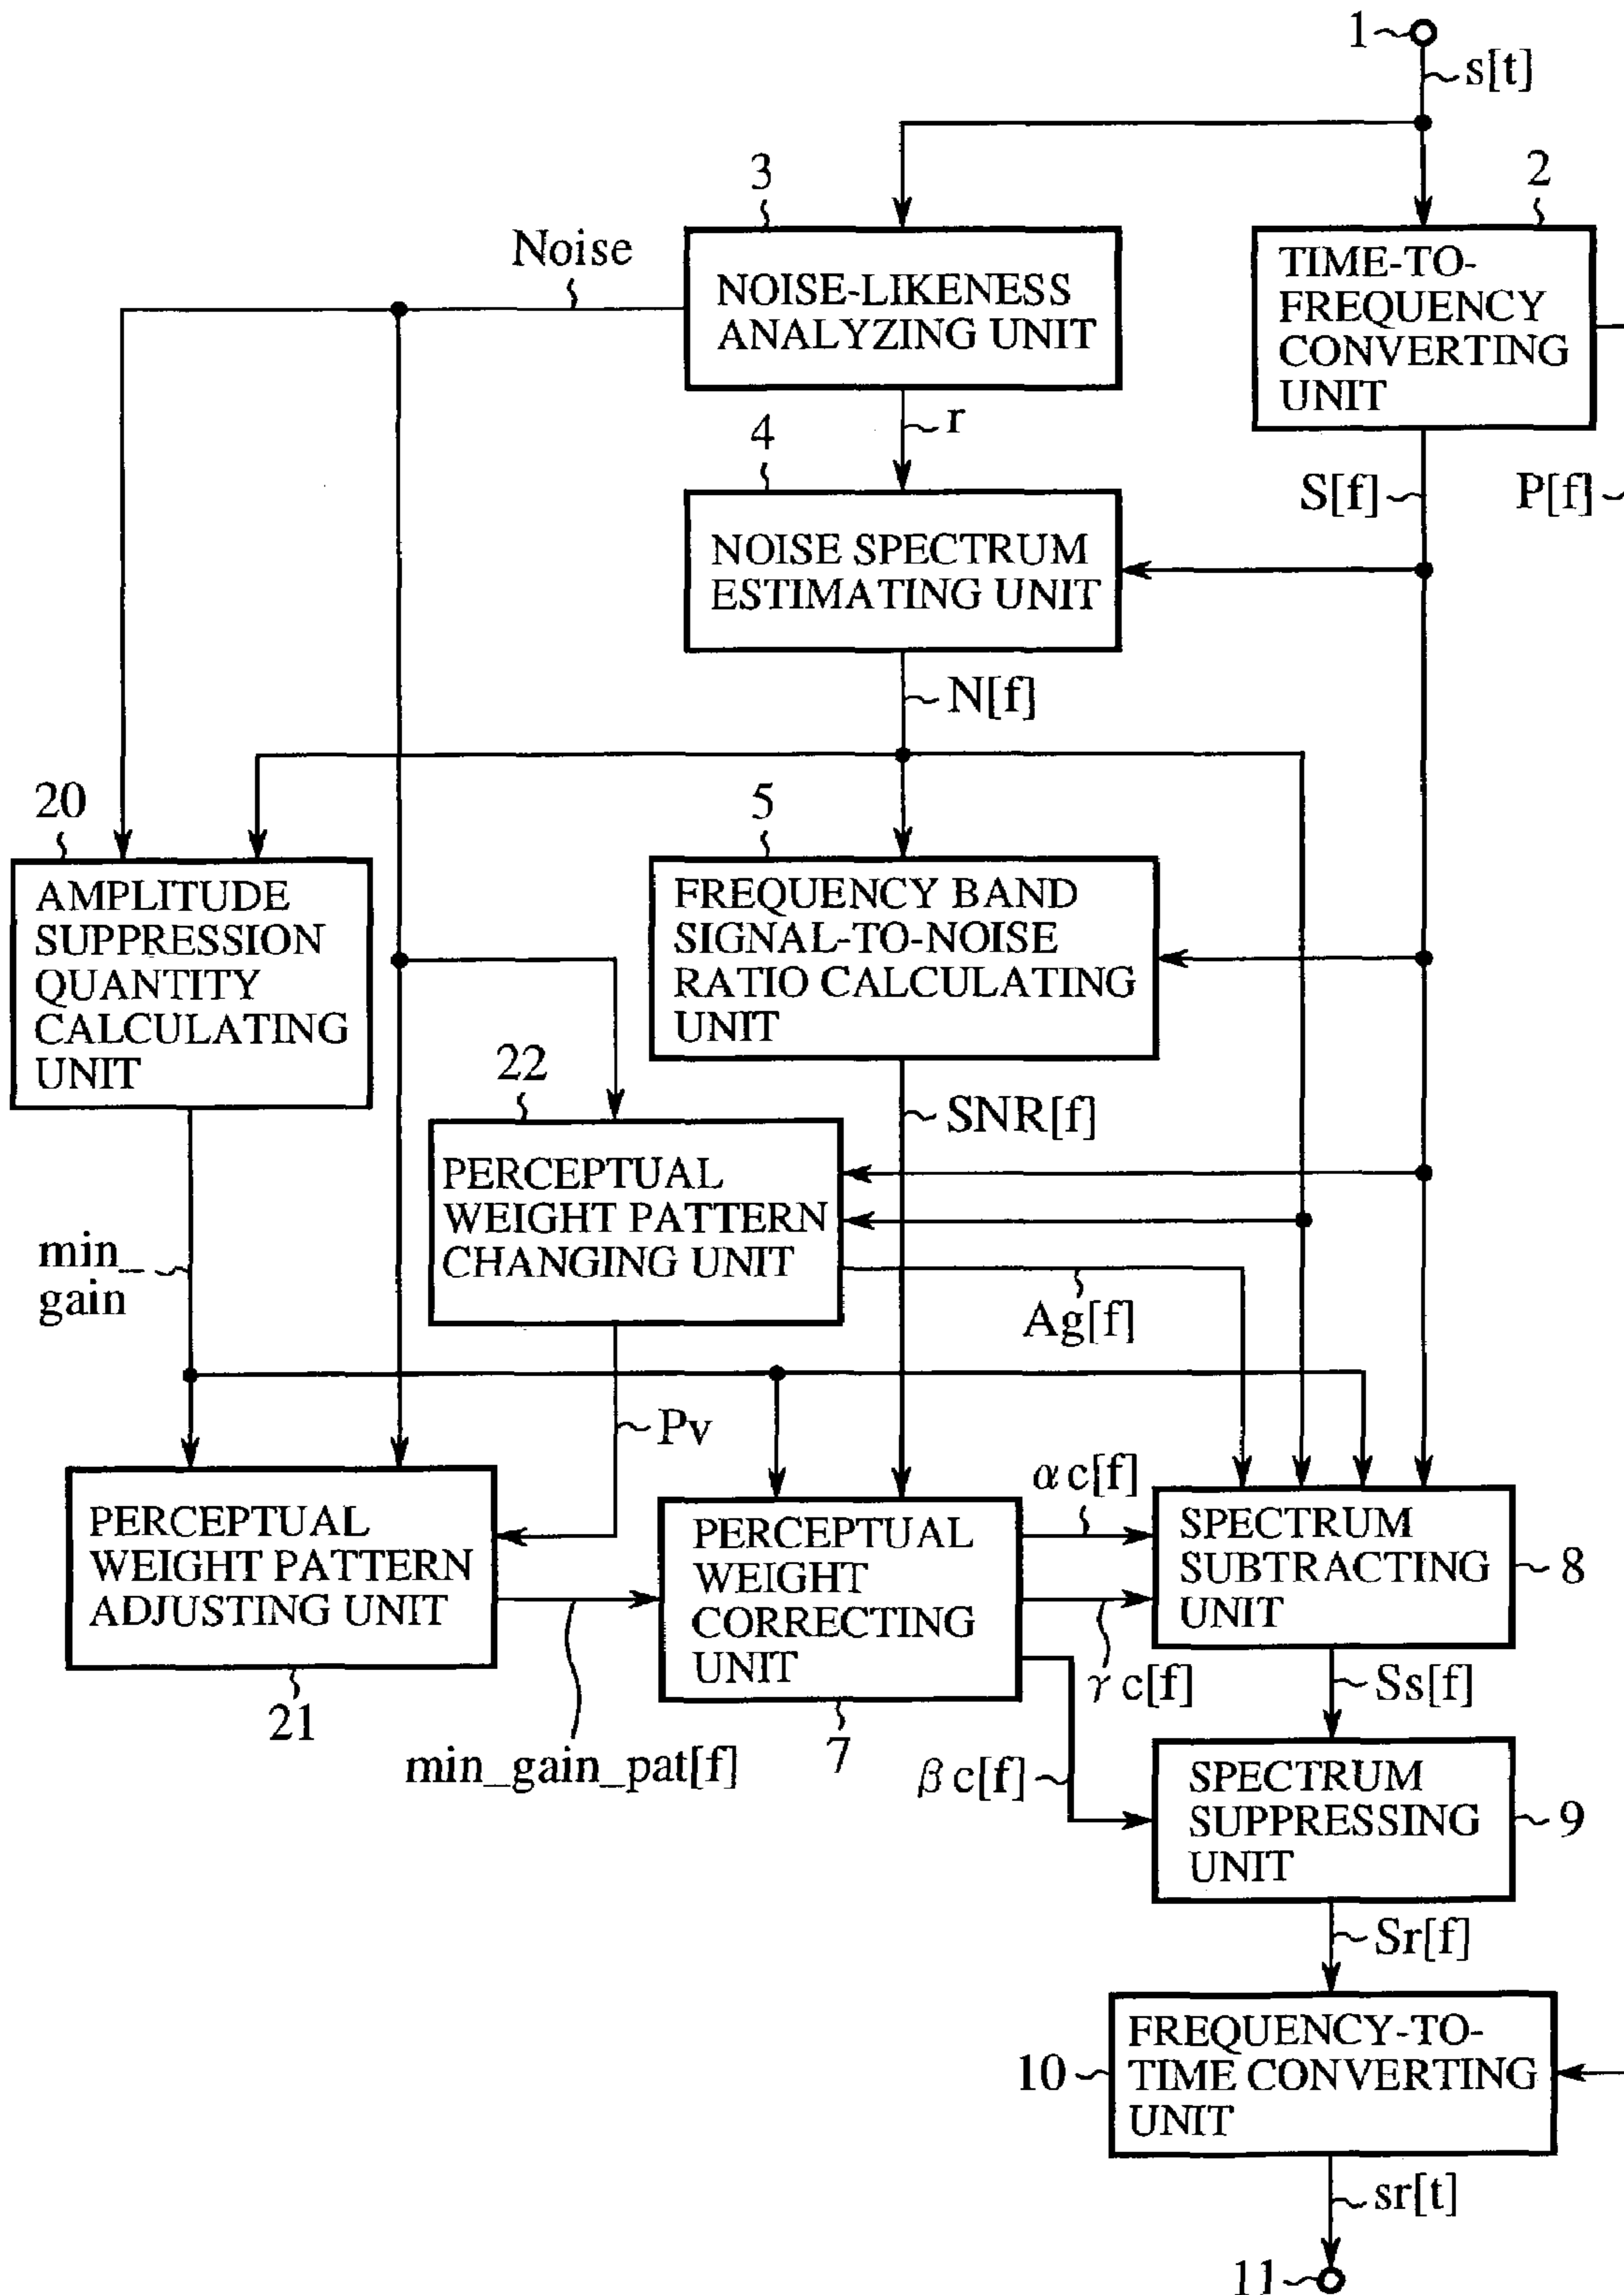 1
s[t]
3
2
Noise
NOISE-LIKENESS
ANALYZING UNIT
TIME-TO-
FREQUENCY
CONVERTING
UNIT
r
4
S[f]
P[f]
NOISE SPECTRUM
ESTIMATING UNIT
N[f]
20
5
AMPLITUDE
SUPPRESSION
QUANTITY
CALCULATING
UNIT
FREQUENCY BAND
SIGNAL-TO-NOISE
RATIO CALCULATING
UNIT
22
SNR[f]
PERCEPTUAL
WEIGHT PATTERN
CHANGING UNIT
min_
gain
Ag[f]
Pv
αc[f]
PERCEPTUAL
WEIGHT PATTERN
ADJUSTING UNIT
PERCEPTUAL
WEIGHT
CORRECTING
UNIT
SPECTRUM
SUBTRACTING
UNIT
8
21
min_gain_pat[f]
7
γc[f]
Ss[f]
βc[f]
SPECTRUM
SUPPRESSING
UNIT
9
Sr[f]
10
FREQUENCY-TO-
TIME CONVERTING
UNIT
sr[t]
11